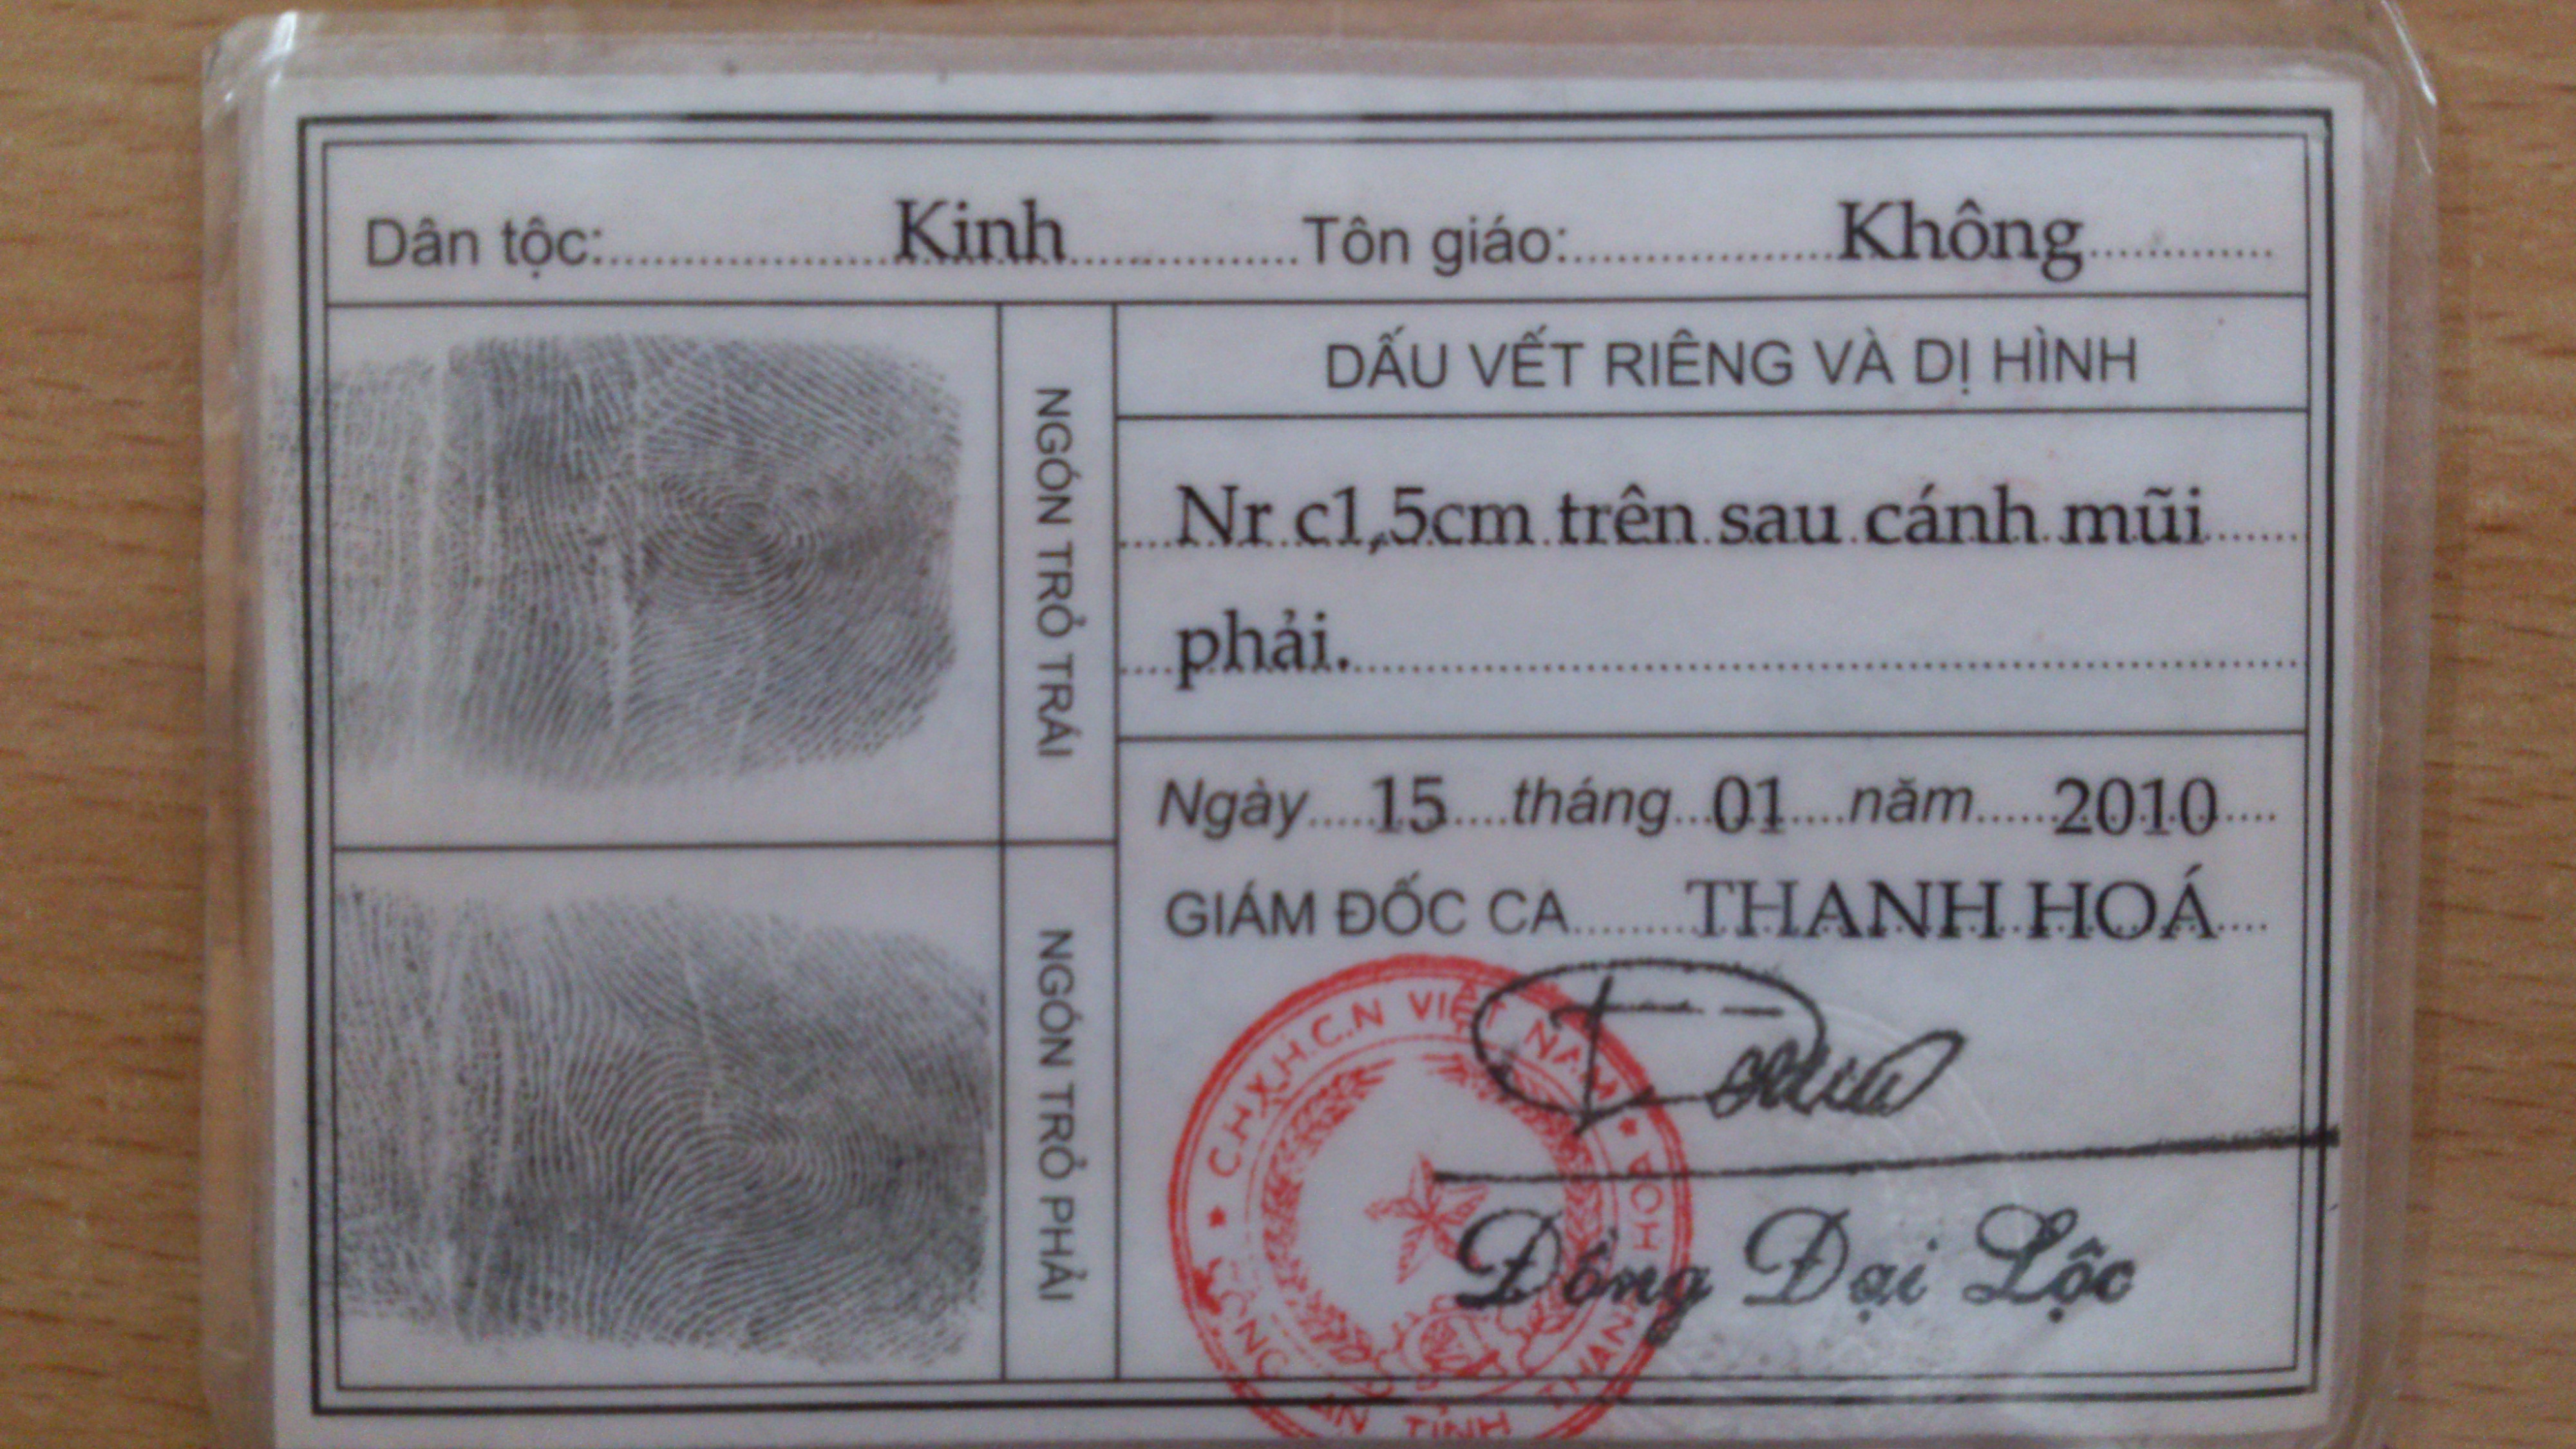 Dân tộc: Kinh Tôn giáo: Không
NGÓN TRỎ TRÁI
DẤU VẾT RIÊNG VÀ DỊ HÌNH
Nr c1,5cm trên sau cánh mũi
phải.
Ngày 15 tháng 01 năm 2010
GIÁM ĐỐC CA THANH HOÁ
NGÓN TRỎ PHẢI
C.H.X.H.C.N VIỆT NAM
CÔNG AN TỈNH THANH HOÁ
Đồng Đại Lộc